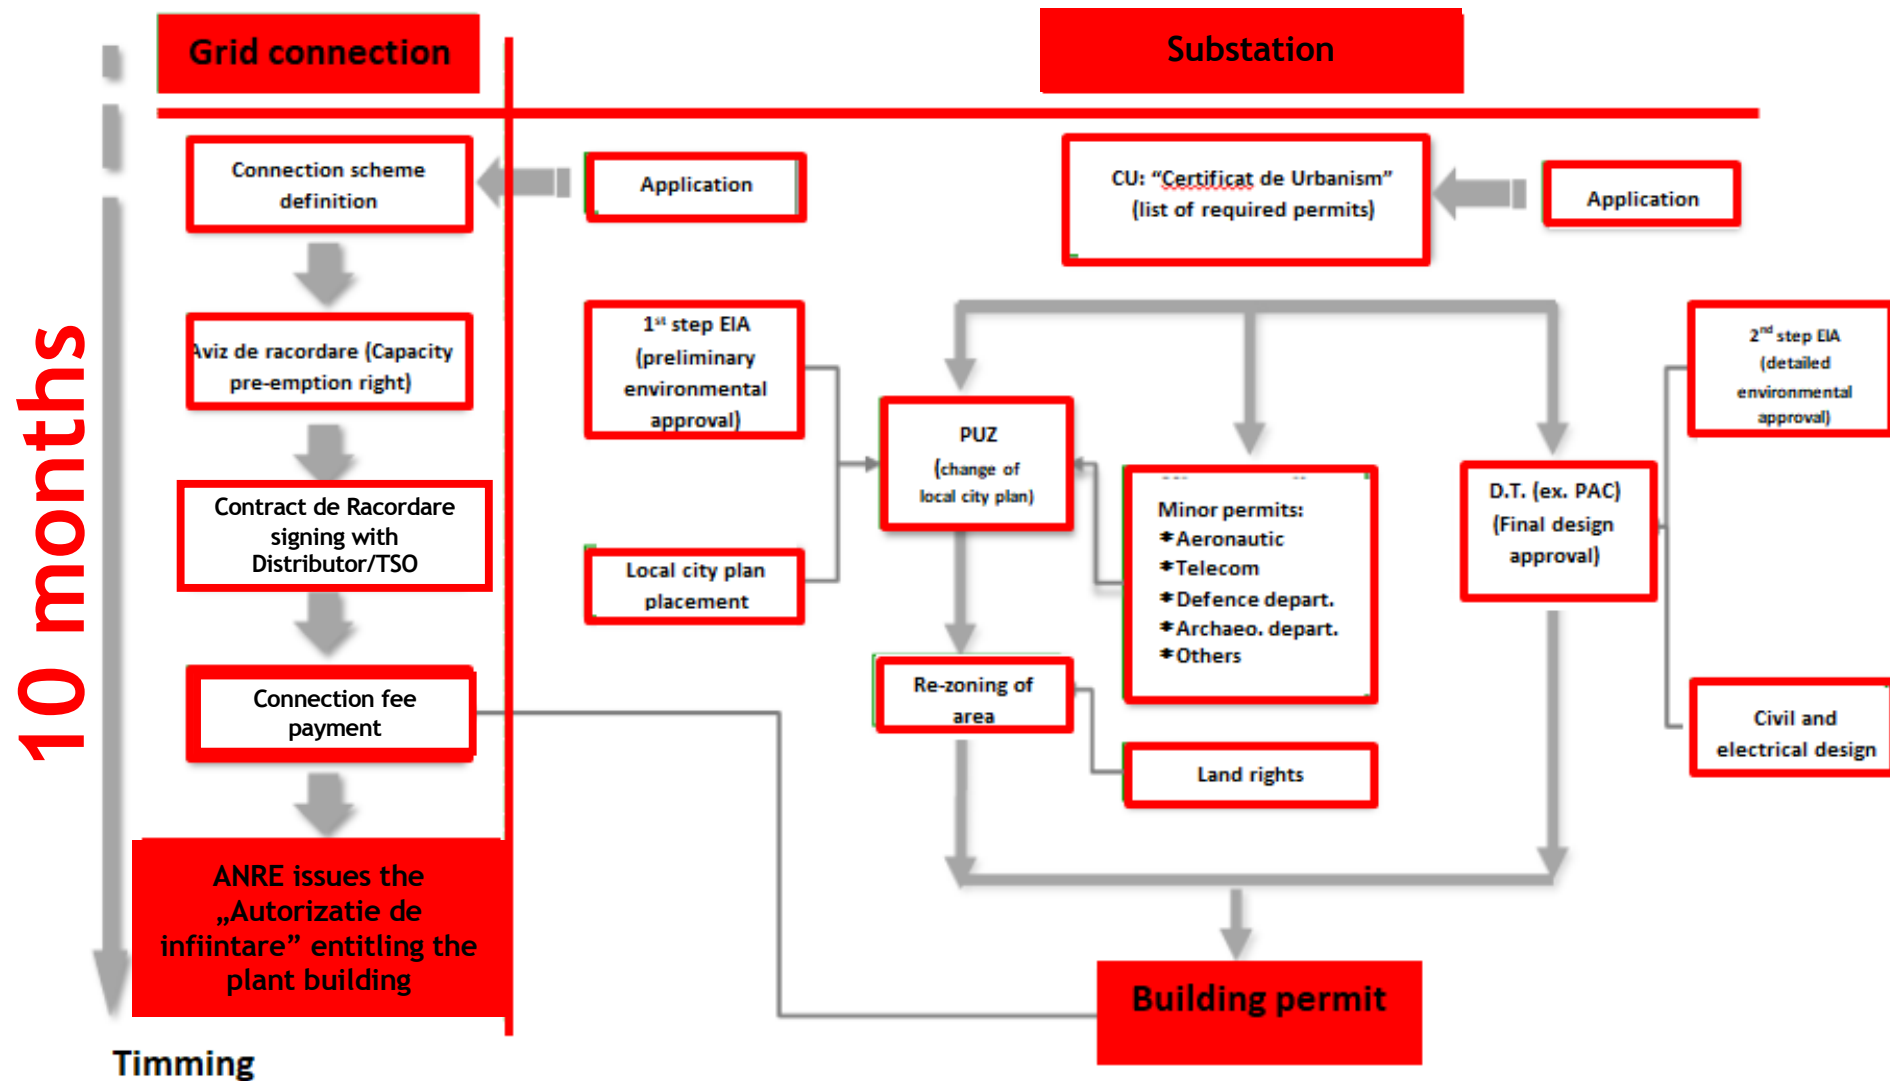 Grid connection
Substation
Connection scheme
definition
Application
CU: “Certificat de Urbanism”
(list of required permits)
Application
10 months
Aviz de racordare (Capacity
pre-emption right)
1st step EIA
(preliminary
environmental
approval)
PUZ
(change of
local city plan)
2nd step EIA
(detailed
environmental
approval)
Contract de Racordare
signing with
Distributor/TSO
Local city plan
placement
Minor permits:
*Aeronautic
*Telecom
*Defence depart.
*Archaeo. depart.
*Others
D.T. (ex. PAC)
(Final design
approval)
Connection fee
payment
Re-zoning of
area
Land rights
Civil and
electrical design
ANRE issues the
„Autorizatie de
infiintare” entitling the
plant building
Building permit
Timming